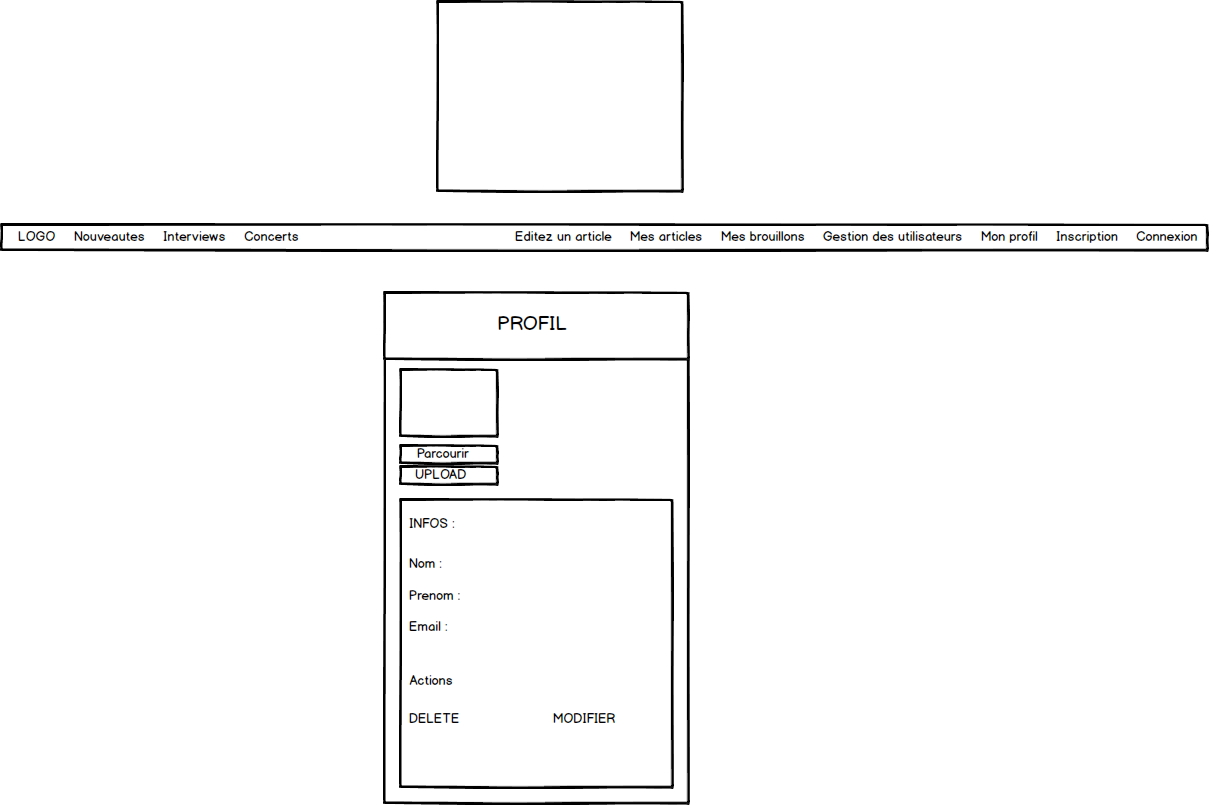 LOGO Nouveautes Interviews Concerts Editez un article Mes articles Mes brouillons Gestion des utilisateurs Mon profil Inscription Connexion
PROFIL
Parcourir
UPLOAD
INFOS :
Nom :
Prenom :
Email :
Actions
DELETE MODIFIER